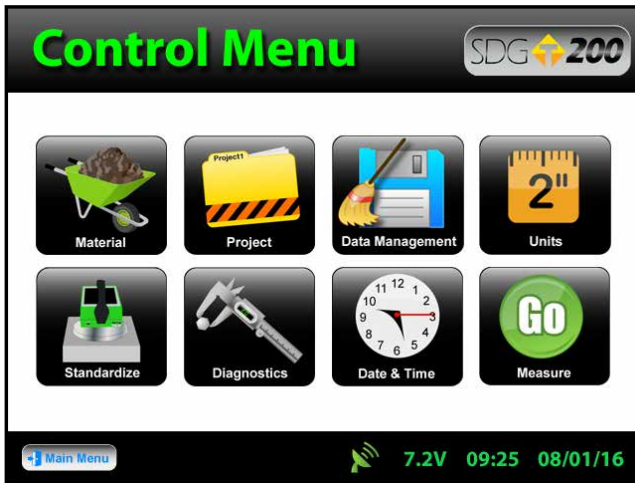 Control Menu
SDG 200
Project1
2"
Material
Project
Data Management
Units
11 12 1
10 2
9 3
8 4
7 6 5
Go
Standardize
Diagnostics
Date & Time
Measure
Main Menu
7.2V 09:25 08/01/16